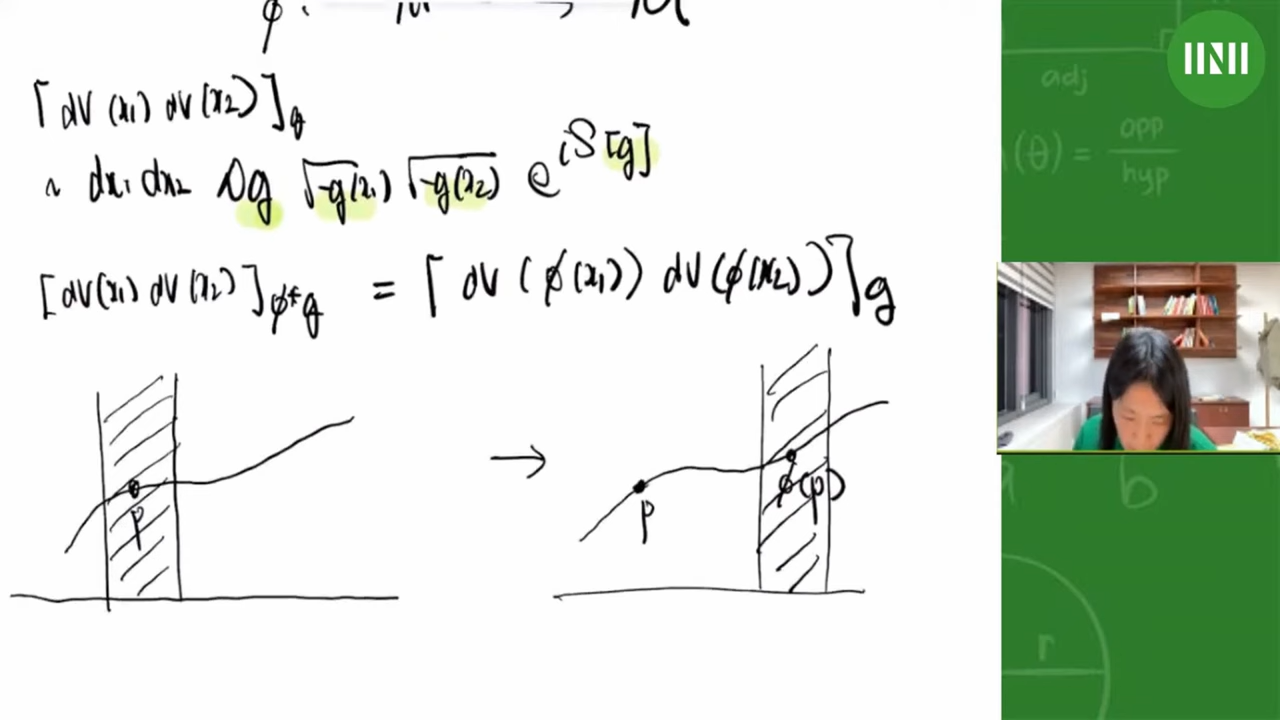 ϕ : M → M
[dV(x₁) dV(x₂)]_g
~ dx₁ dx₂ Dg √-g(x₁) √-g(x₂) e^{iS[g]}
[dV(x₁) dV(x₂)]_{ϕ*g} = [dV(ϕ(x₁)) dV(ϕ(x₂))]_g
p → p ϕ(p)
adj
(θ) = opp/hyp
b
r